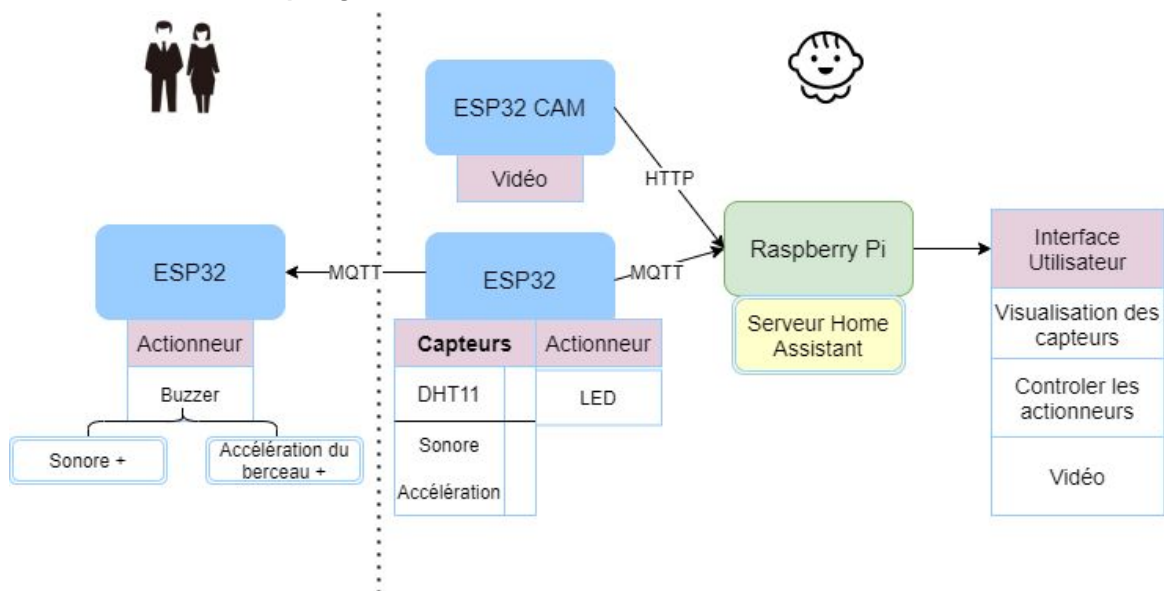 ESP32 CAM
Vidéo
HTTP
ESP32
MQTT
ESP32
MQTT
Raspberry Pi
Interface
Utilisateur
Actionneur
Buzzer
Sonore +
Accélération du
berceau +
Capteurs
Actionneur
DHT11
LED
Sonore
Accélération
Serveur Home
Assistant
Visualisation des
capteurs
Controler les
actionneurs
Vidéo